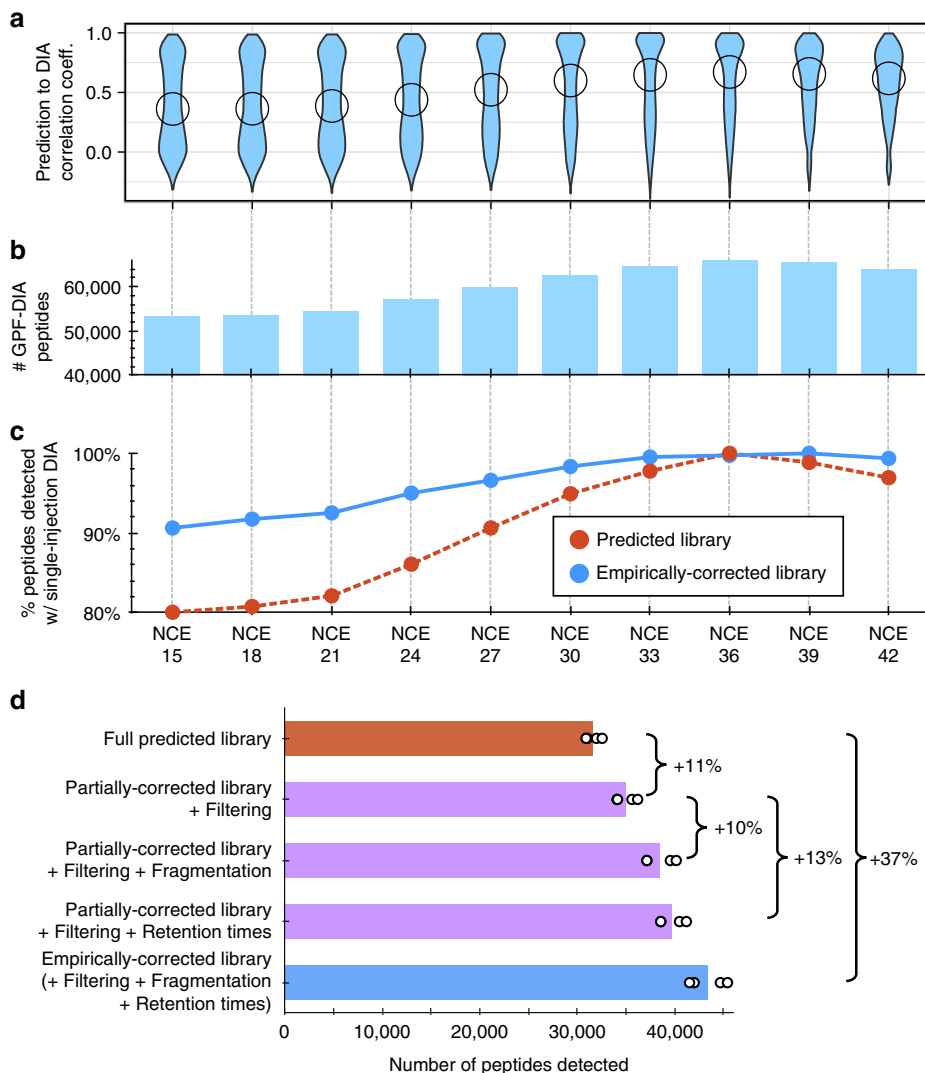 a
Prediction to DIA
correlation coeff.
1.0
0.5
0.0
b
# GPF-DIA
peptides
60,000
50,000
40,000
c
% peptides detected
w/ single-injection DIA
100%
90%
80%
Predicted library
Empirically-corrected library
NCE NCE NCE NCE NCE NCE NCE NCE NCE NCE
15 18 21 24 27 30 33 36 39 42
d
Full predicted library
Partially-corrected library
+ Filtering
Partially-corrected library
+ Filtering + Fragmentation
Partially-corrected library
+ Filtering + Retention times
Empirically-corrected library
(+ Filtering + Fragmentation
+ Retention times)
+11%
+10%
+13%
+37%
0 10,000 20,000 30,000 40,000
Number of peptides detected